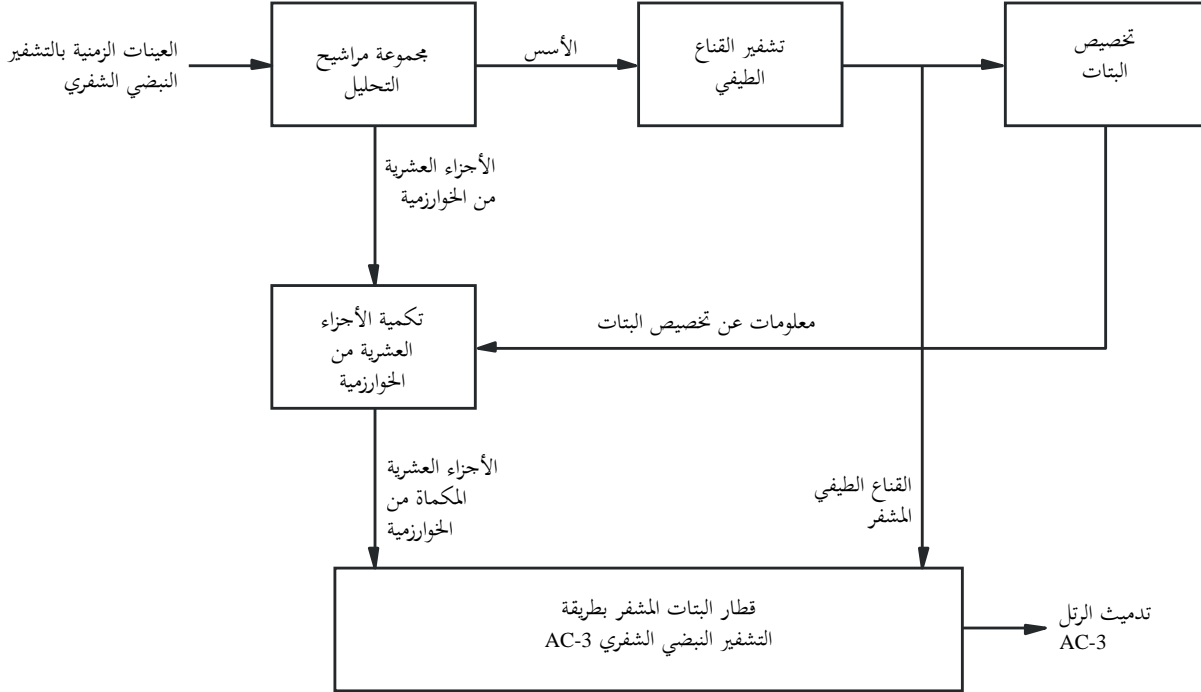 العينات الزمنية بالتشفير
النبضي الشفري
مجموعة مراشيح
التحليل
الأسس
تشفير القناع
الطيفي
تخصيص
البتات
الأجزاء العشرية
من الخوارزمية
تكمية الأجزاء
العشرية من
الخوارزمية
معلومات عن تخصيص البتات
الأجزاء العشرية
المكماة من
الخوارزمية
القناع الطيفي
المشفر
قطار البتات المشفر بطريقة
التشفير النبضي الشفري AC-3
تدميث الرتل
AC-3